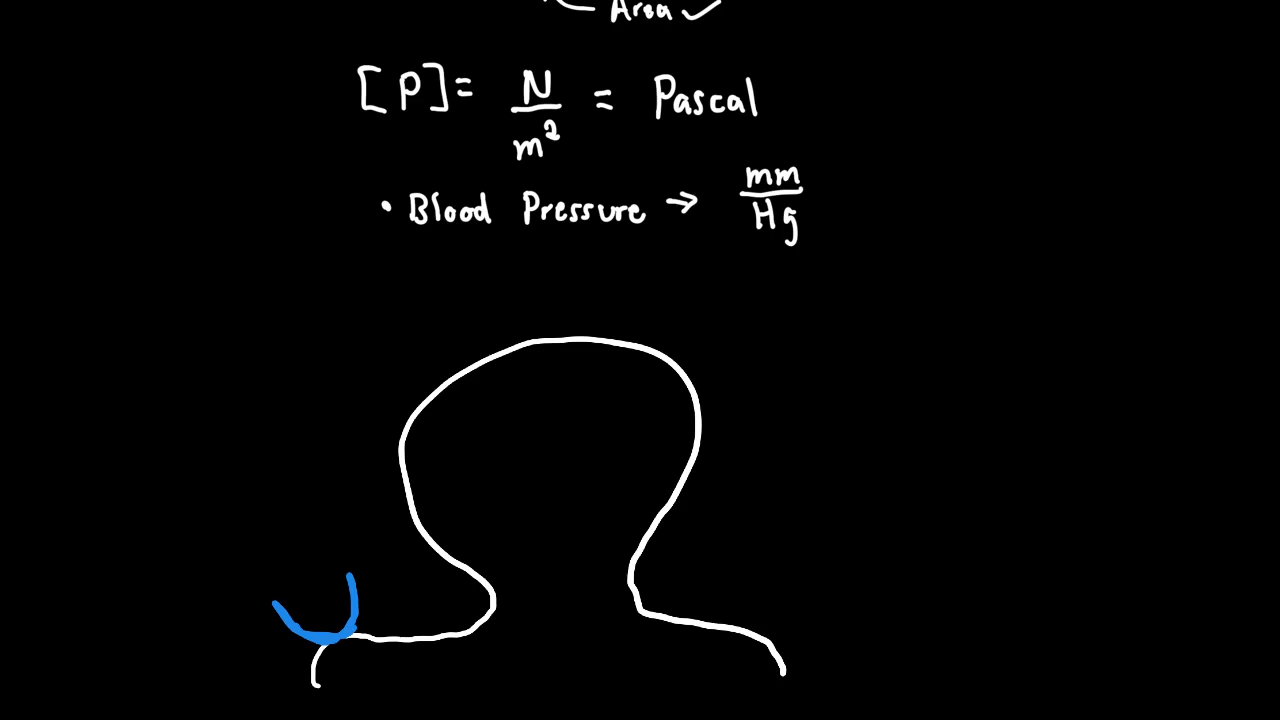 Area ✓
[P] = N/m² = Pascal
• Blood Pressure → mm/Hg